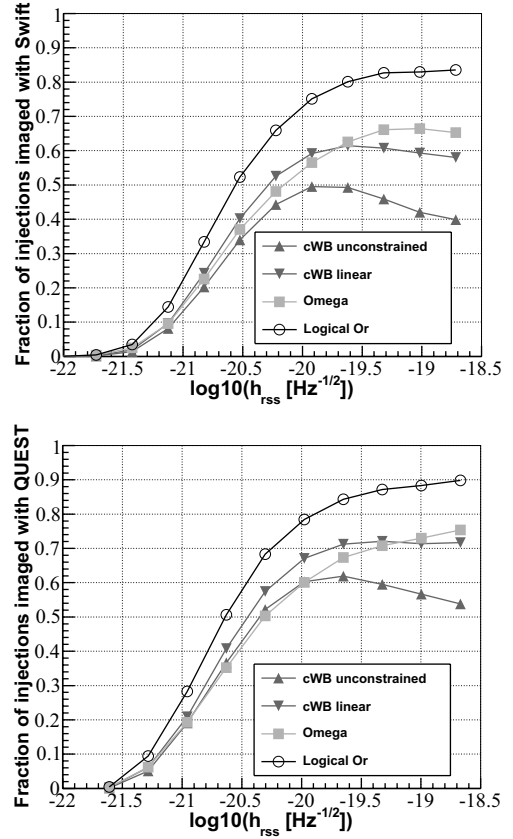 Fraction of injections imaged with Swift
1
0.9
0.8
0.7
0.6
0.5
0.4
0.3
0.2
0.1
0
cWB unconstrained
cWB linear
Omega
Logical Or
-22 -21.5 -21 -20.5 -20 -19.5 -19 -18.5
log10(h_rss [Hz^-1/2])
Fraction of injections imaged with QUEST
1
0.9
0.8
0.7
0.6
0.5
0.4
0.3
0.2
0.1
0
cWB unconstrained
cWB linear
Omega
Logical Or
-22 -21.5 -21 -20.5 -20 -19.5 -19 -18.5
log10(h_rss [Hz^-1/2])